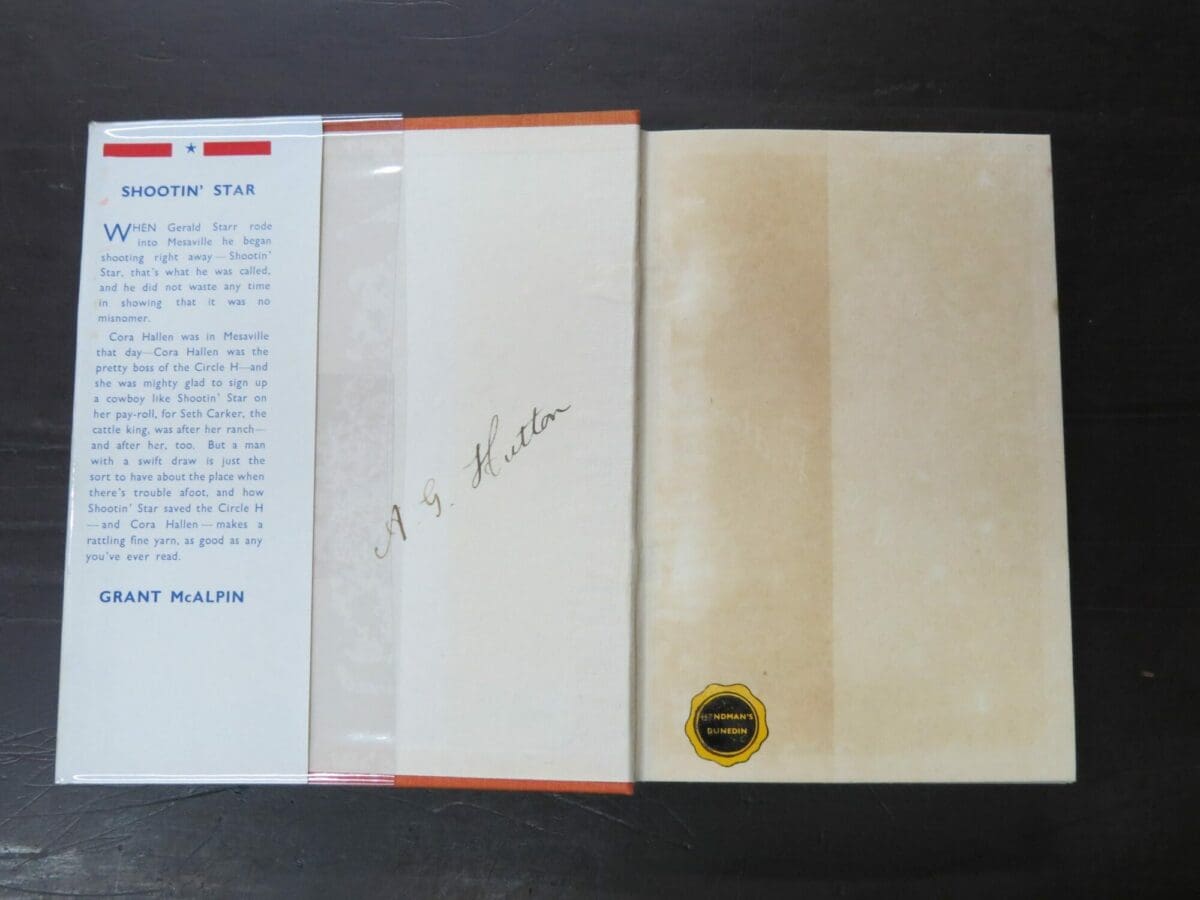 SHOOTIN' STAR
WHEN Gerald Starr rode
into Mesaville he began
shooting right away—Shootin'
Star, that's what he was called,
and he did not waste any time
in showing that it was no
misnomer.
Cora Hallen was in Mesaville
that day—Cora Hallen was the
pretty boss of the Circle H—and
she was mighty glad to sign up
a cowboy like Shootin' Star on
her pay-roll, for Seth Carker, the
cattle king, was after her ranch—
and after her, too. But a man
with a swift draw is just the
sort to have about the place when
there's trouble afoot, and how
Shootin' Star saved the Circle H
—and Cora Hallen—makes a
rattling fine yarn, as good as any
you've ever read.
GRANT McALPIN
A. G. Hutton
HYNDMAN'S
DUNEDIN